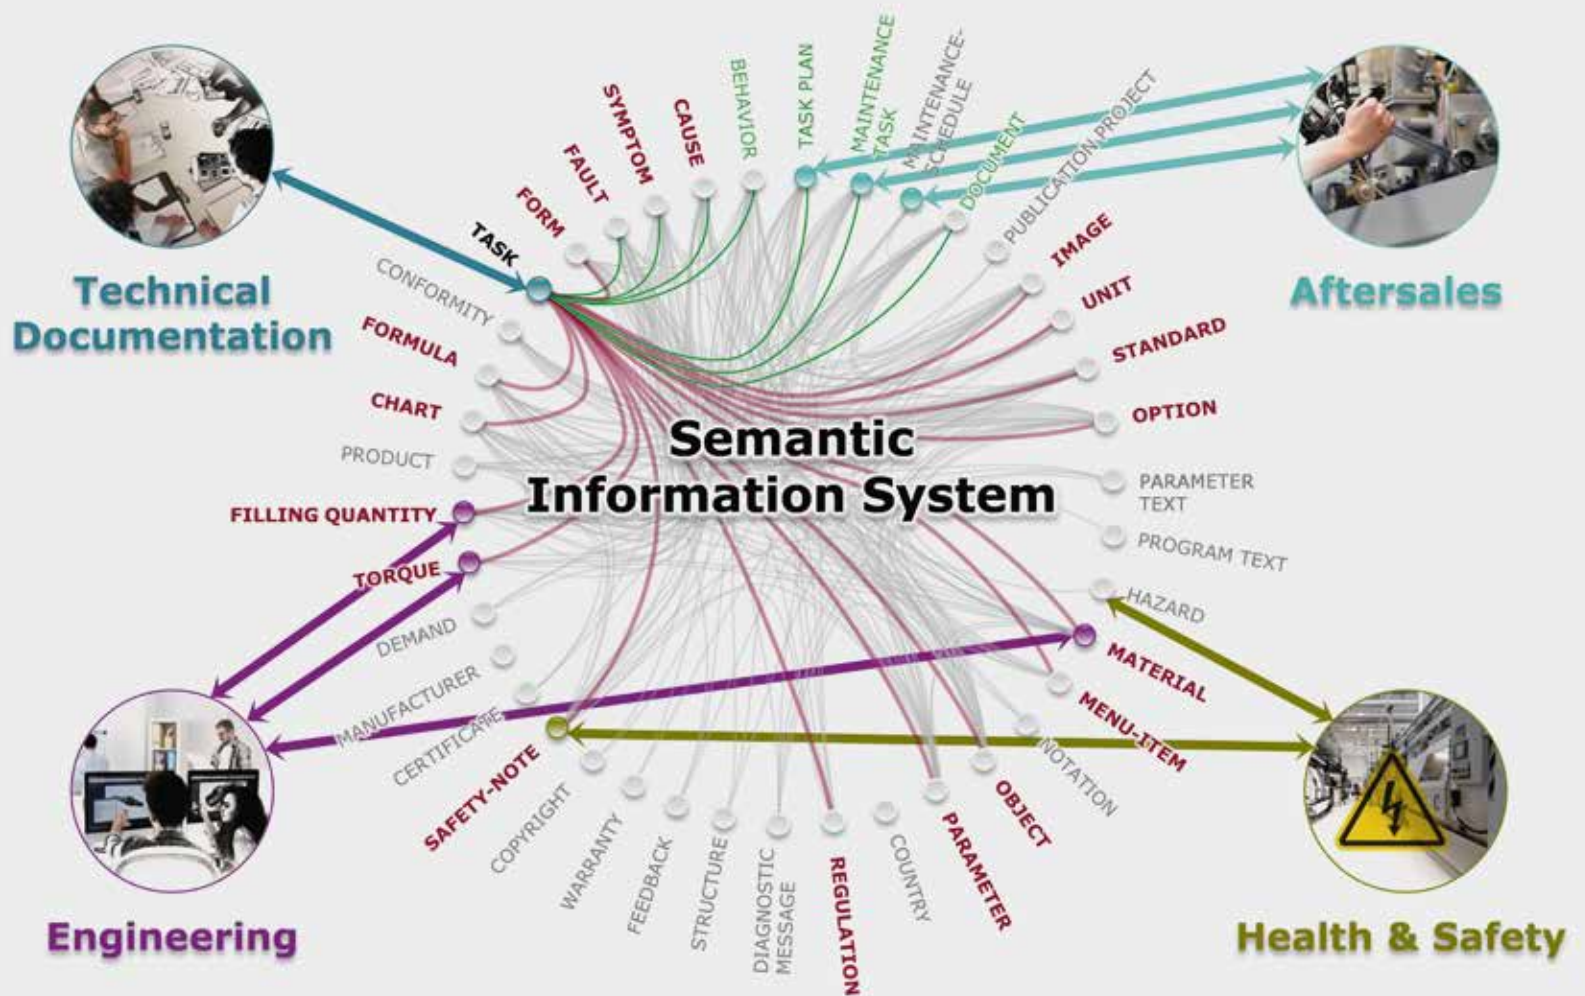 BEHAVIOR
TASK PLAN
MAINTENANCE
TASK
MAINTENANCE-
SCHEDULE
DOCUMENT
PUBLICATION PROJECT
SYMPTOM
CAUSE
FAULT
FORM
TASK
IMAGE
UNIT
STANDARD
OPTION
CONFORMITY
FORMULA
CHART
PRODUCT
FILLING QUANTITY
TORQUE
DEMAND
MANUFACTURER
CERTIFICATE
SAFETY-NOTE
COPYRIGHT
WARRANTY
FEEDBACK
STRUCTURE
DIAGNOSTIC
MESSAGE
REGULATION
COUNTRY
PARAMETER
OBJECT
NOTATION
MENU-ITEM
MATERIAL
HAZARD
PROGRAM TEXT
PARAMETER
TEXT
Technical
Documentation
Aftersales
Semantic
Information System
Engineering
Health & Safety